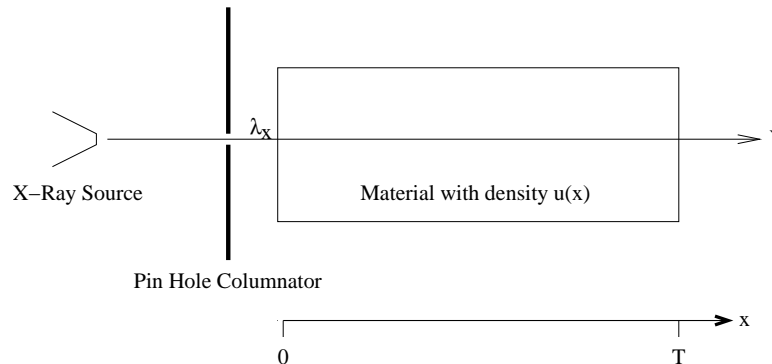 λx
X–Ray Source
Material with density u(x)
Pin Hole Columnator
x
0
T